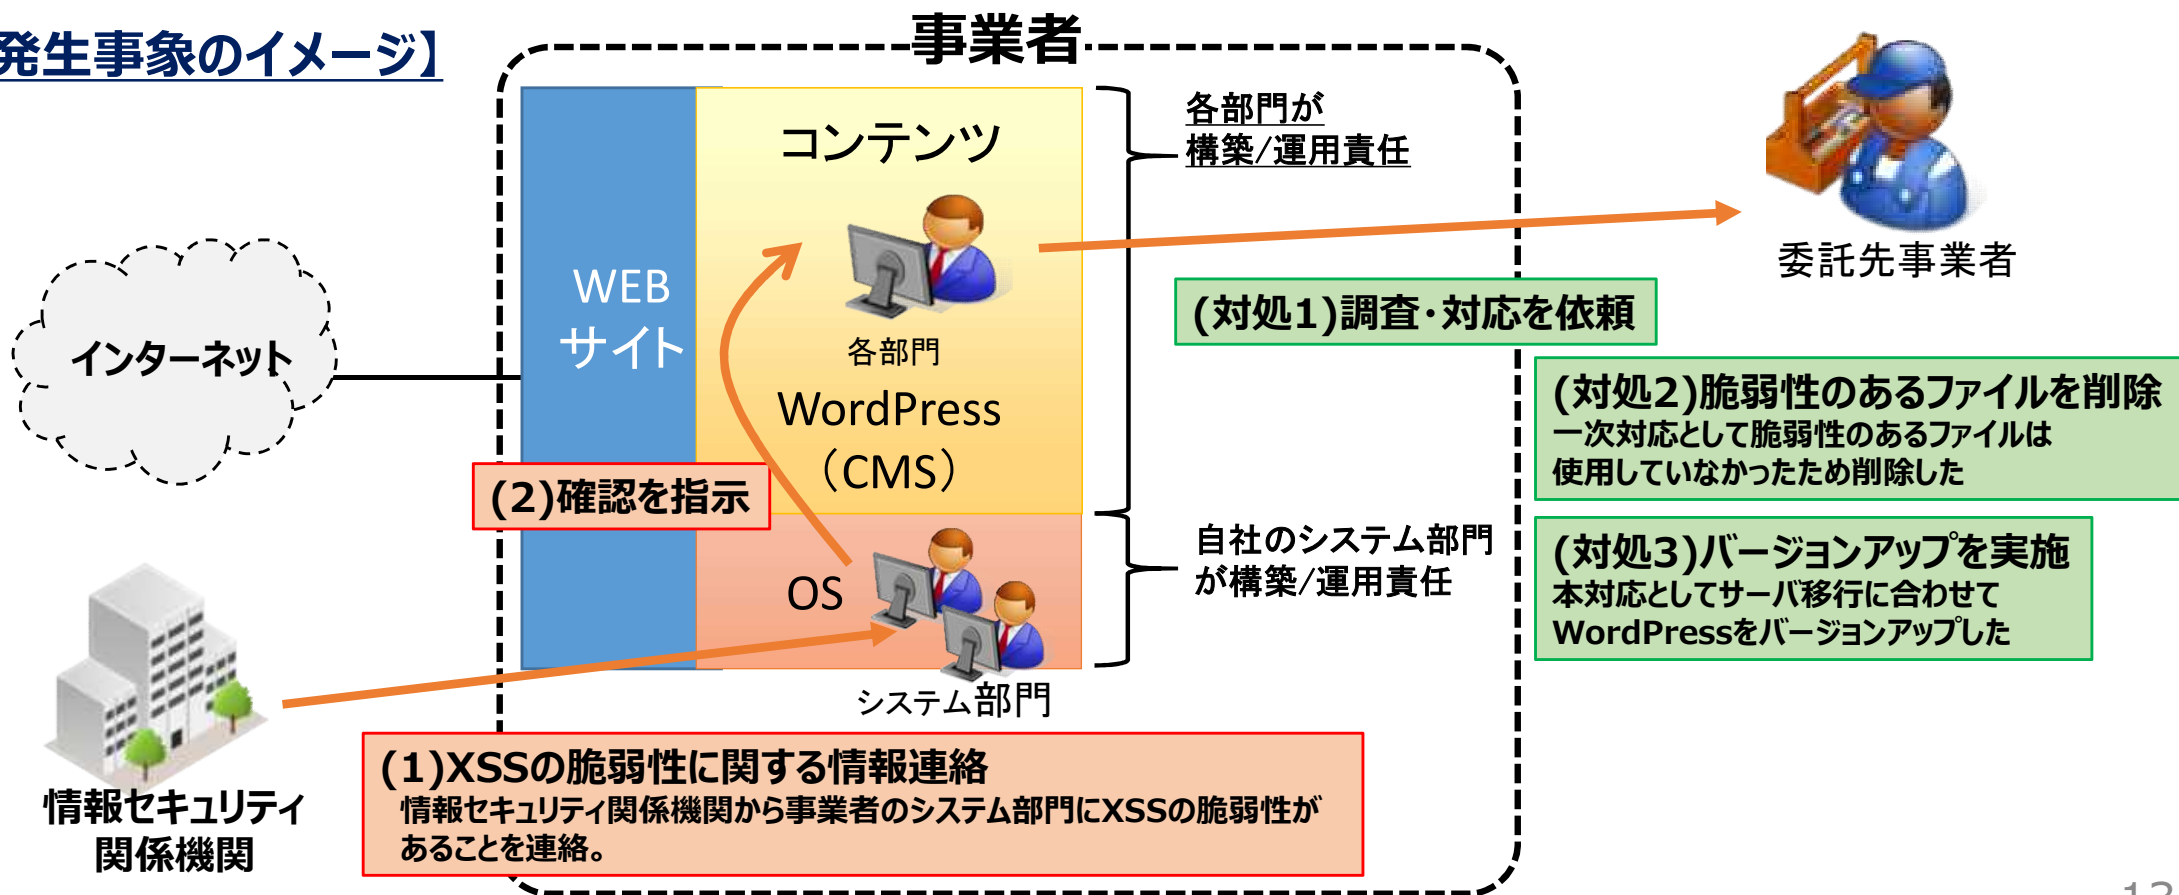 発生事象のイメージ】
事業者
コンテンツ
各部門が
構築/運用責任
WEB
サイト
インターネット
各部門
WordPress
（CMS）
委託先事業者
(対処1)調査・対応を依頼
(対処2)脆弱性のあるファイルを削除
一次対応として脆弱性のあるファイルは
使用していなかったため削除した
(2)確認を指示
OS
自社のシステム部門
が構築/運用責任
(対処3)バージョンアップを実施
本対応としてサーバ移行に合わせて
WordPressをバージョンアップした
システム部門
(1)XSSの脆弱性に関する情報連絡
情報セキュリティ関係機関から事業者のシステム部門にXSSの脆弱性が
あることを連絡。
情報セキュリティ
関係機関